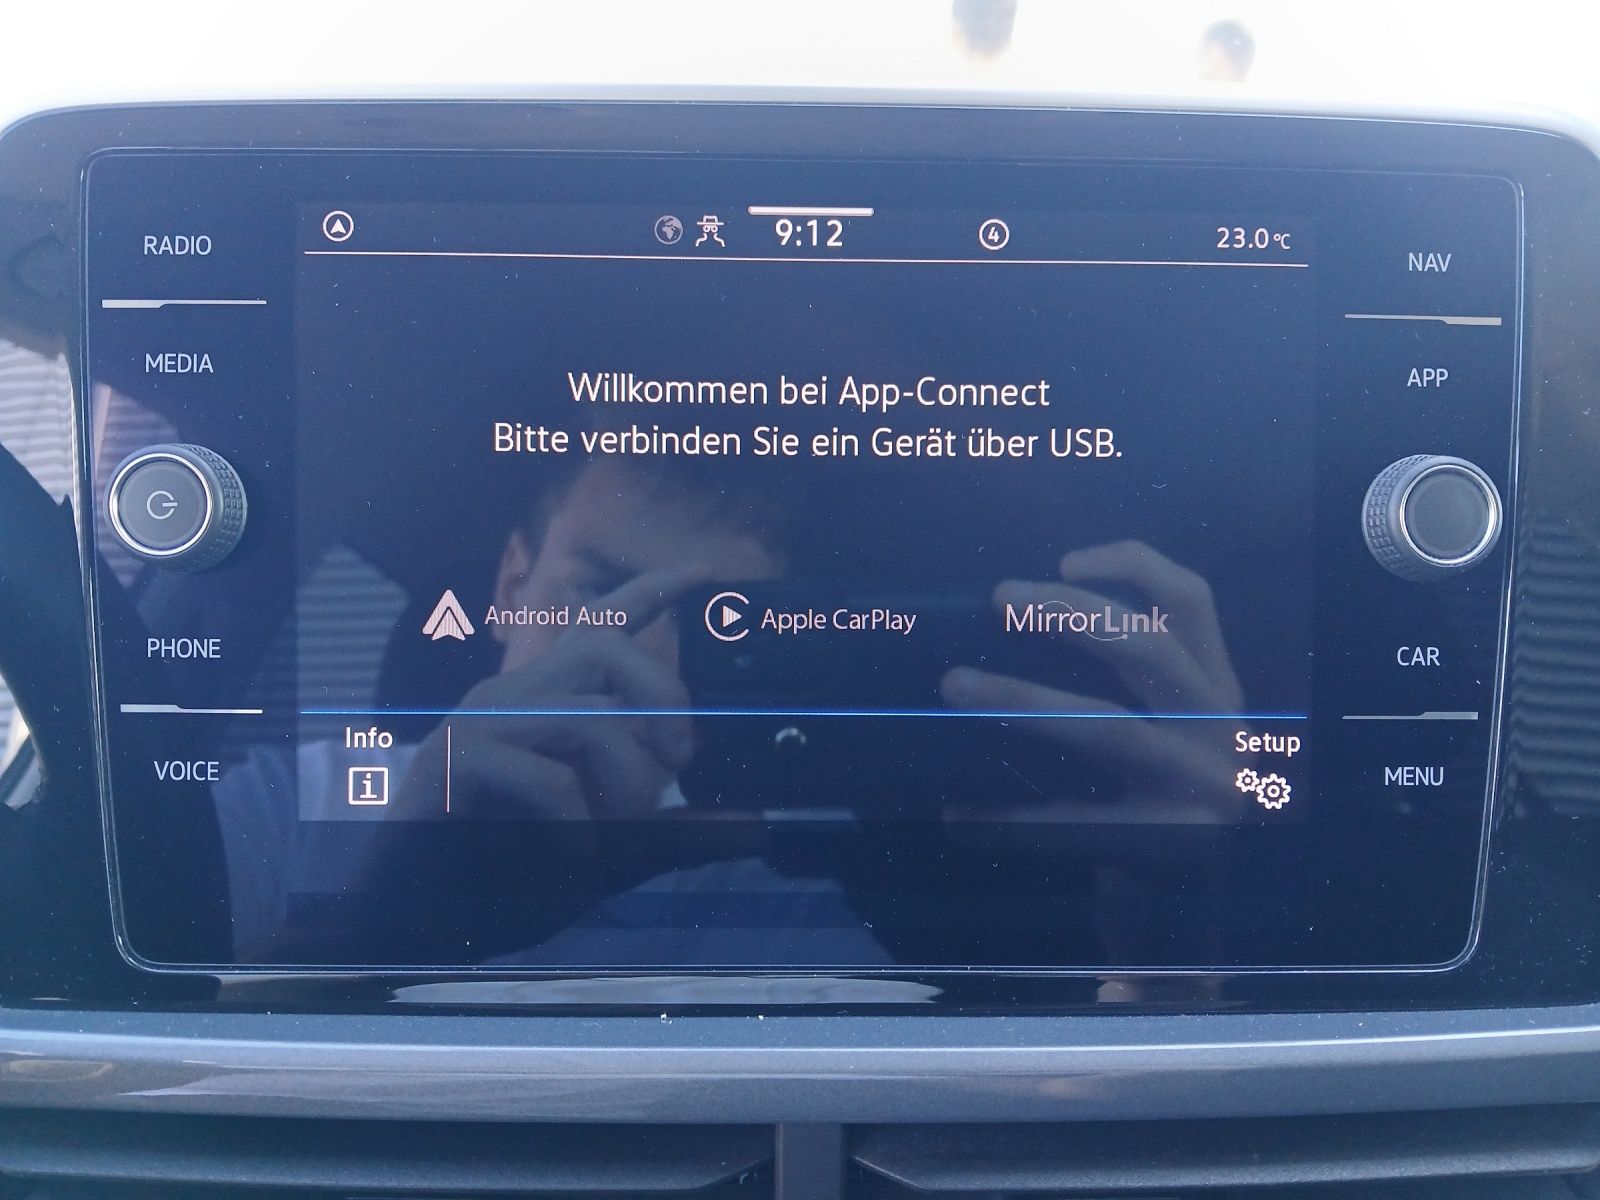 RADIO
MEDIA
PHONE
VOICE
9:12
4
23.0°C
Willkommen bei App-Connect
Bitte verbinden Sie ein Gerät über USB.
Android Auto
Apple CarPlay
MirrorLink
Info
i
Setup
NAV
APP
CAR
MENU